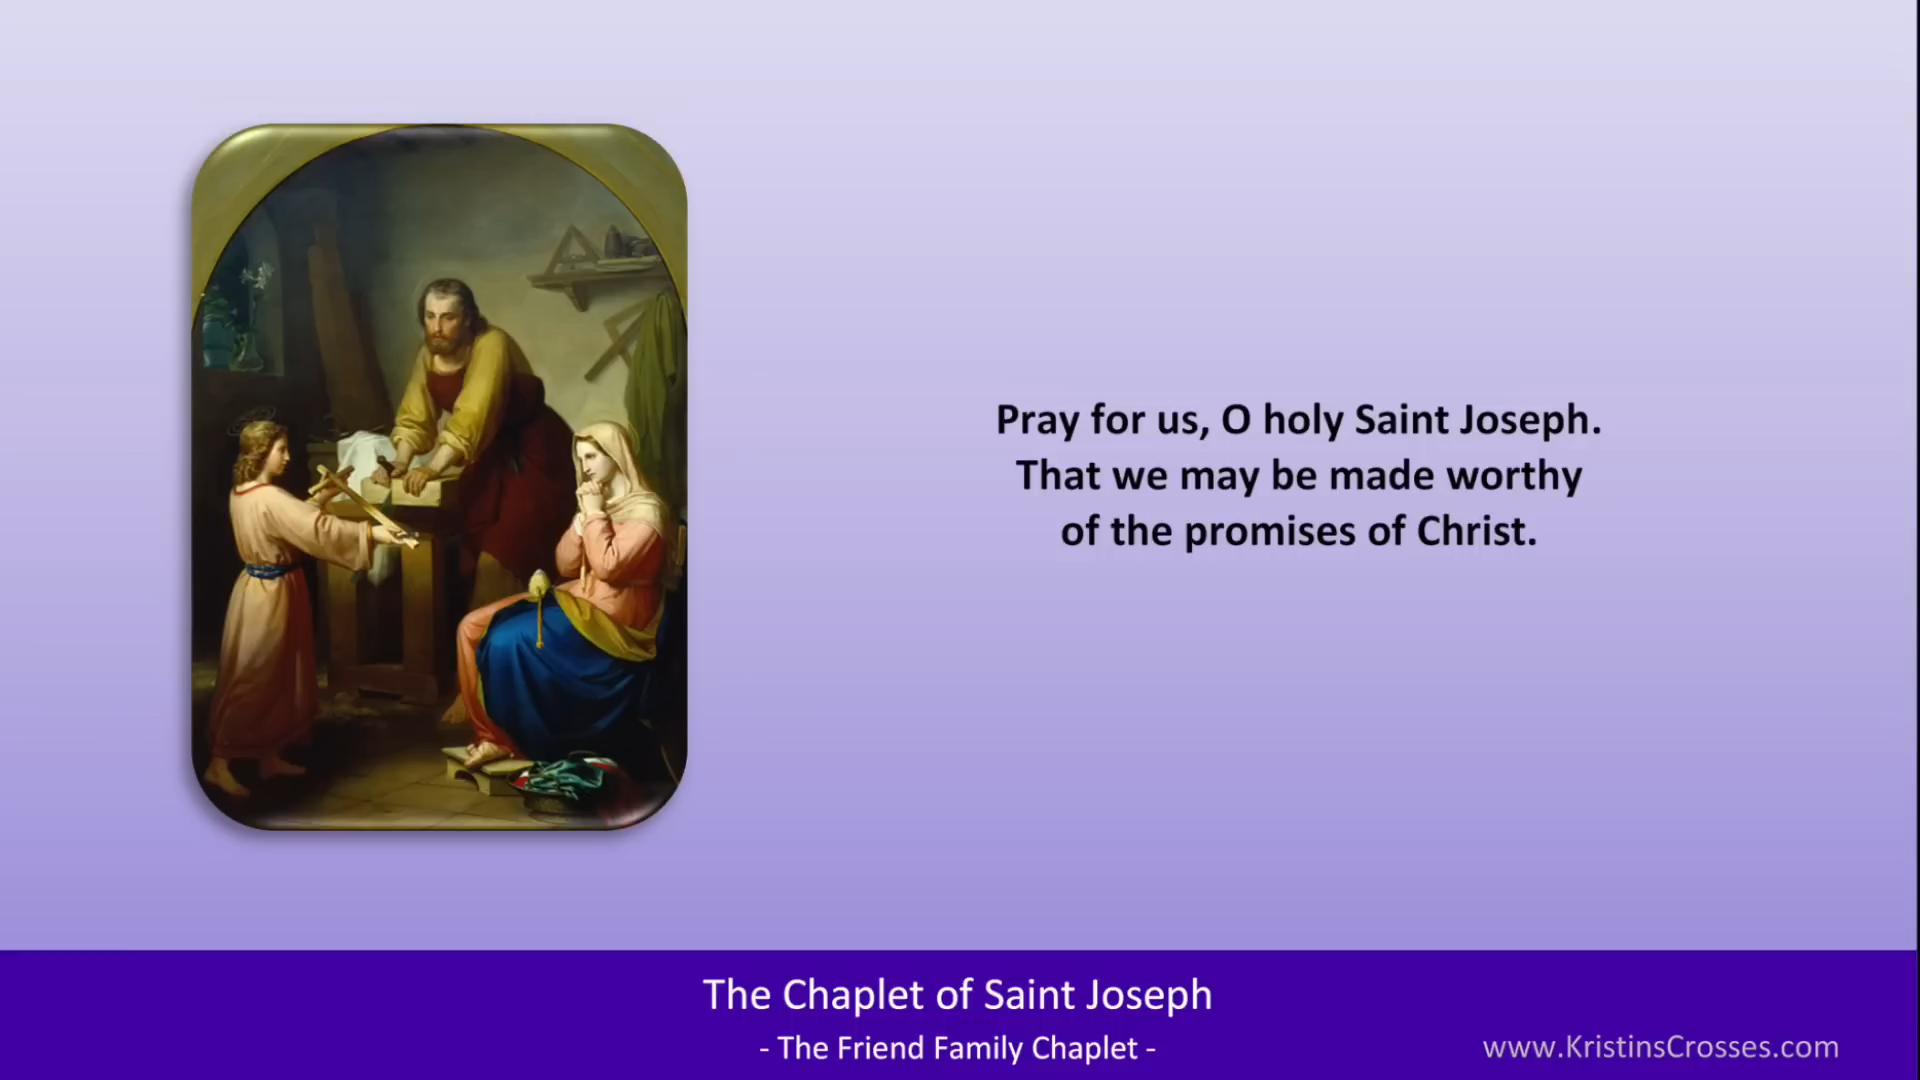 Pray for us, O holy Saint Joseph.
That we may be made worthy
of the promises of Christ.
The Chaplet of Saint Joseph
- The Friend Family Chaplet -
www.KristinsCrosses.com